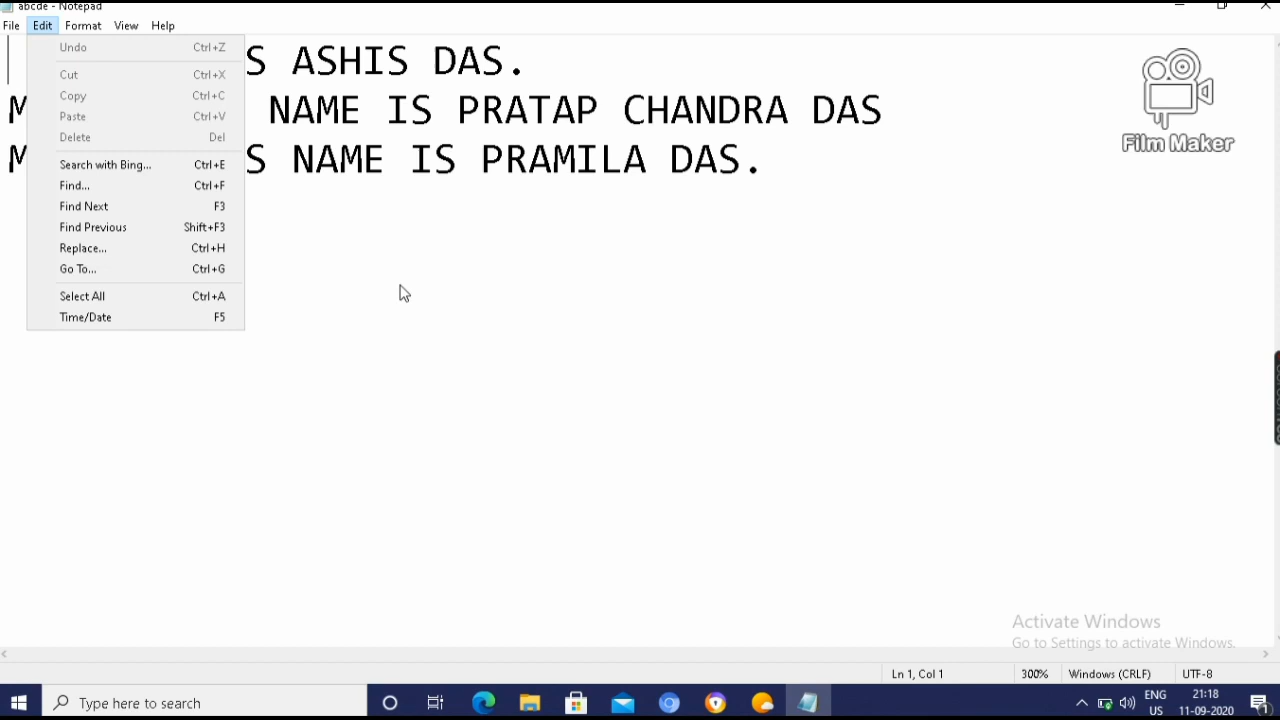 abcde - Notepad
File Edit Format View Help
Undo Ctrl+Z
Cut Ctrl+X
Copy Ctrl+C
Paste Ctrl+V
Delete Del
Search with Bing... Ctrl+E
Find... Ctrl+F
Find Next F3
Find Previous Shift+F3
Replace... Ctrl+H
Go To... Ctrl+G
Select All Ctrl+A
Time/Date F5
S ASHIS DAS.
M NAME IS PRATAP CHANDRA DAS
M S NAME IS PRAMILA DAS.
Film Maker
Activate Windows
Go to Settings to activate Windows.
Ln 1, Col 1 300% Windows (CRLF) UTF-8
Type here to search
ENG
US
21:18
11-09-2020
1